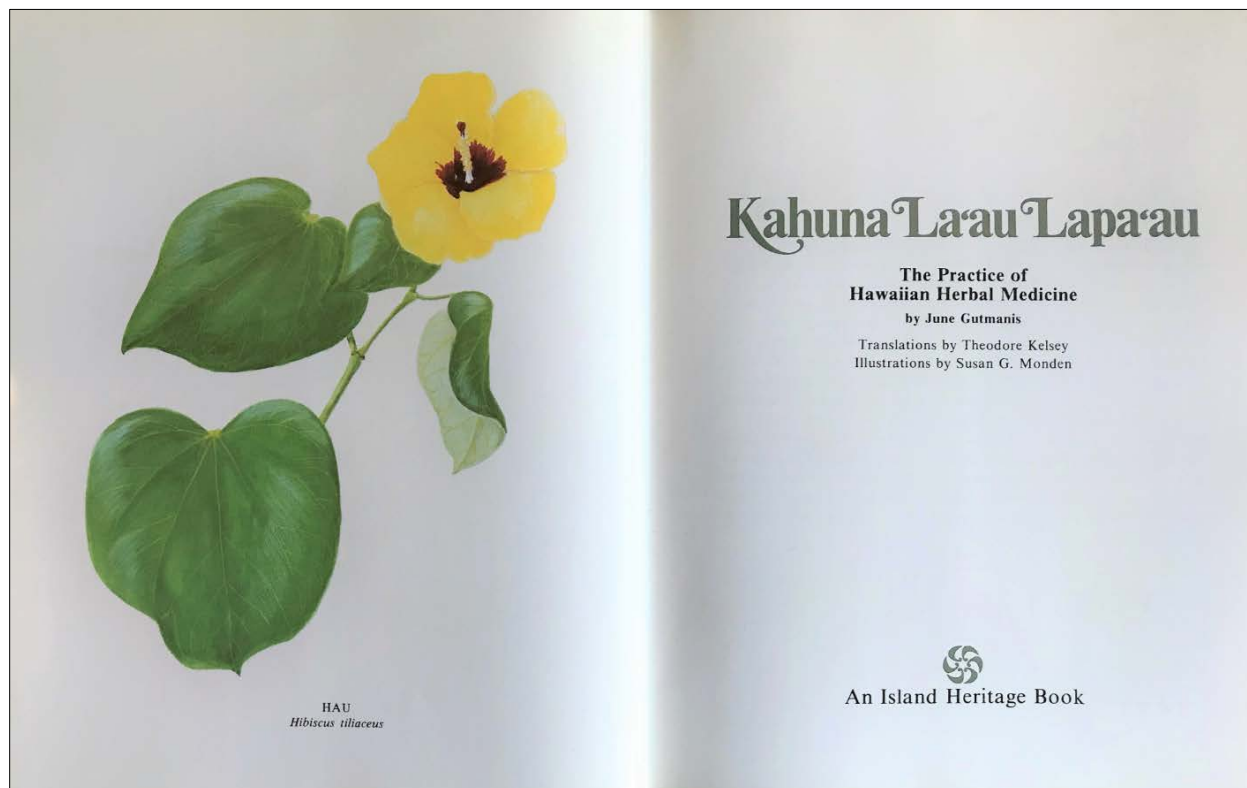 HAU
Hibiscus tiliaceus
Kahuna La‘au Lapa‘au
The Practice of
Hawaiian Herbal Medicine
by June Gutmanis
Translations by Theodore Kelsey
Illustrations by Susan G. Monden
An Island Heritage Book